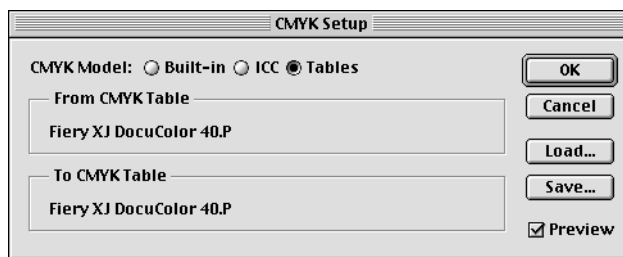 CMYK Setup
CMYK Model: Built-in ICC Tables
From CMYK Table
Fiery XJ DocuColor 40.P
To CMYK Table
Fiery XJ DocuColor 40.P
OK
Cancel
Load...
Save...
Preview